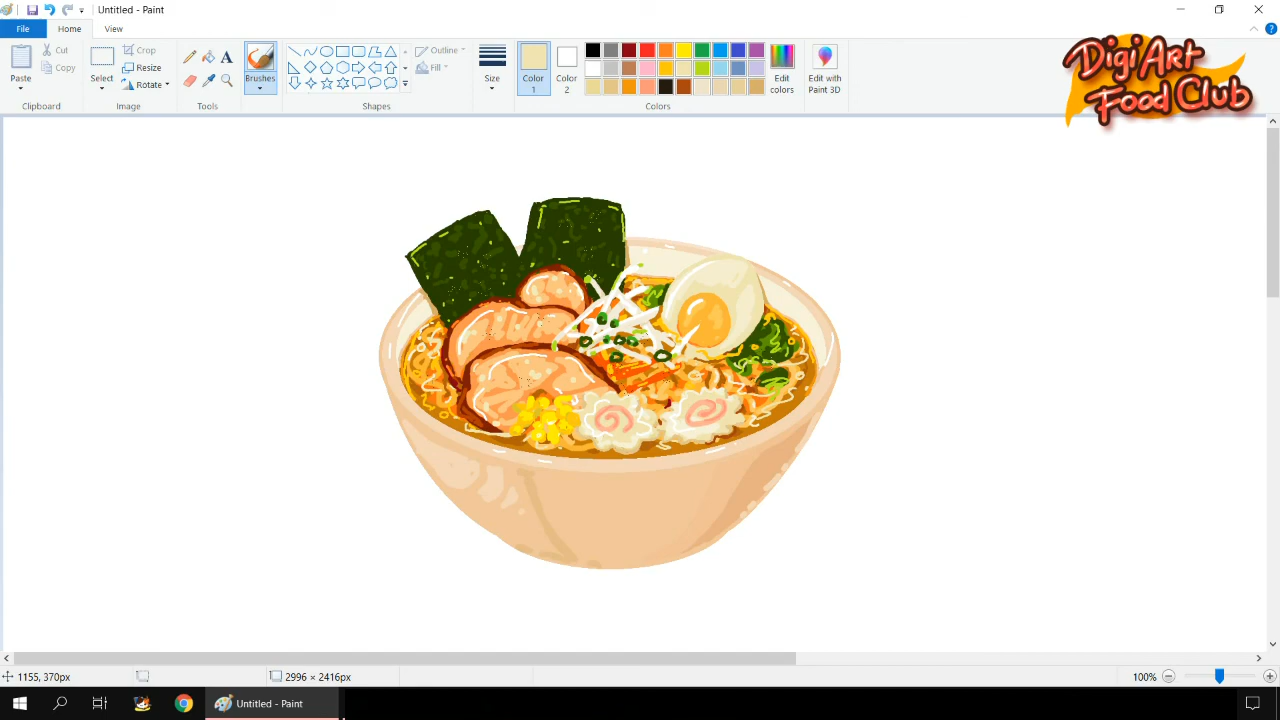 Untitled - Paint
File
Home
View
Paste
Cut
Copy
Clipboard
Select
Crop
Resize
Rotate
Image
A
Tools
Brushes
Shapes
Outline
Fill
Size
Color
1
Color
2
Colors
Edit
colors
Edit with
Paint 3D
?
Digi Art
Food Club
1155, 370px
2996 × 2416px
100%
Untitled - Paint